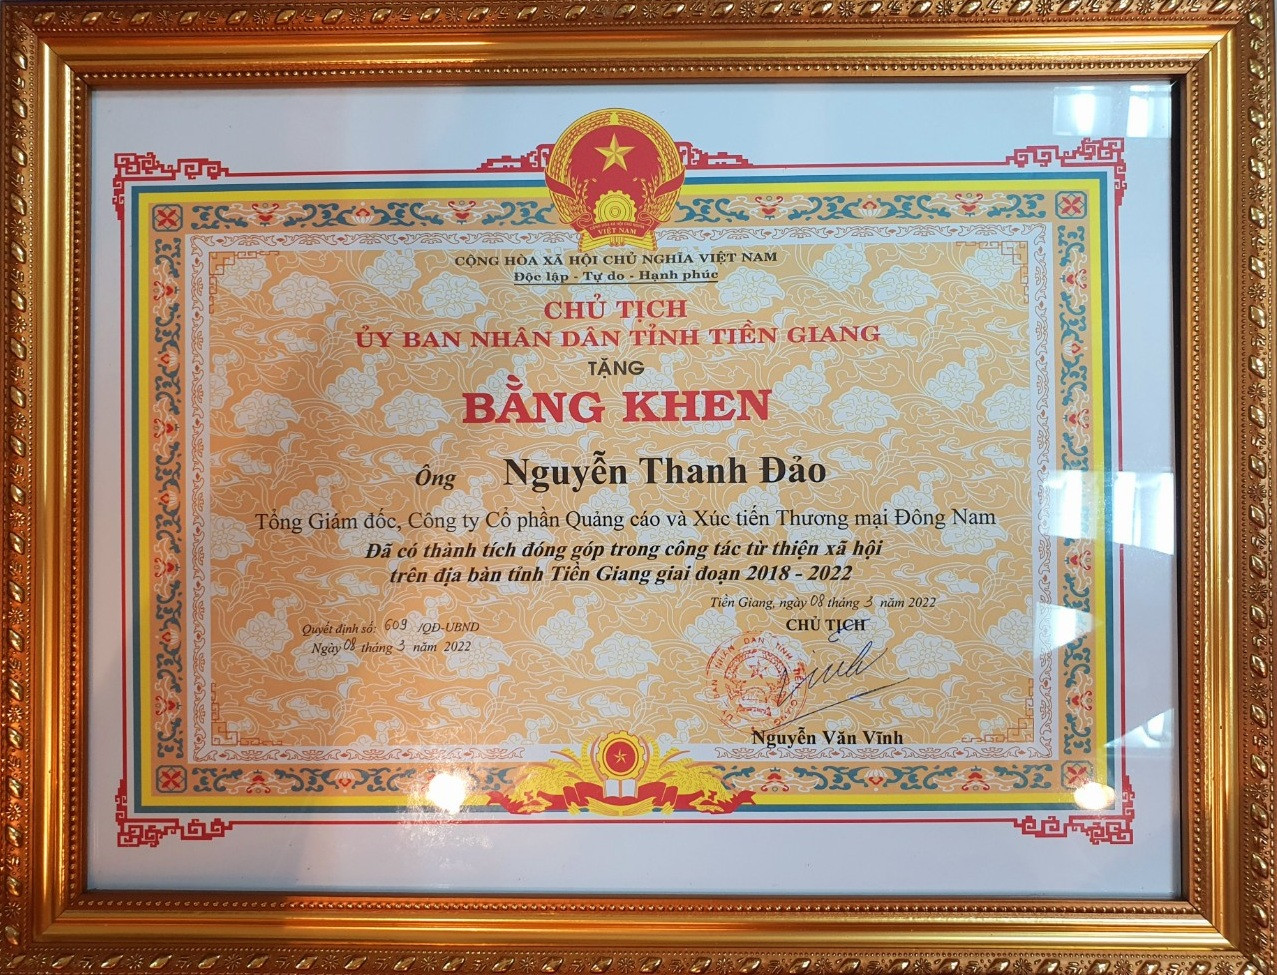 VIỆT NAM
CỘNG HÒA XÃ HỘI CHỦ NGHĨA VIỆT NAM
Độc lập - Tự do - Hạnh phúc
CHỦ TỊCH
ỦY BAN NHÂN DÂN TỈNH TIỀN GIANG
TẶNG
BẰNG KHEN
Ông Nguyễn Thanh Đảo
Tổng Giám đốc, Công ty Cổ phần Quảng cáo và Xúc tiến Thương mại Đông Nam
Đã có thành tích đóng góp trong công tác từ thiện xã hội
trên địa bàn tỉnh Tiền Giang giai đoạn 2018 - 2022
Tiền Giang, ngày 08 tháng 3 năm 2022
CHỦ TỊCH
Quyết định số: 609 /QĐ-UBND
Ngày 08 tháng 3 năm 2022
Nguyễn Văn Vĩnh